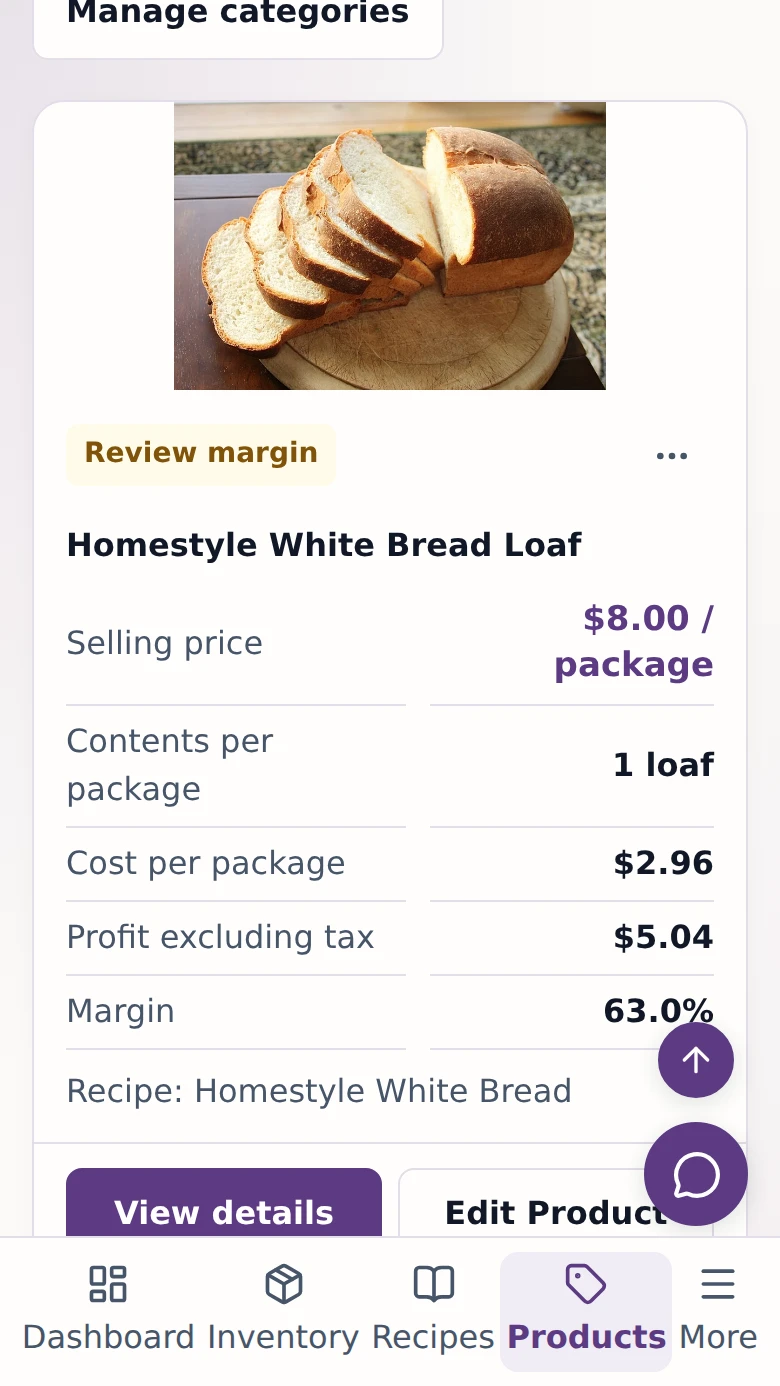 Manage categories
Review margin
Homestyle White Bread Loaf
Selling price
$8.00 /
package
Contents per
package
1 loaf
Cost per package
$2.96
Profit excluding tax
$5.04
Margin
63.0%
Recipe: Homestyle White Bread
View details
Edit Product
Dashboard
Inventory
Recipes
Products
More